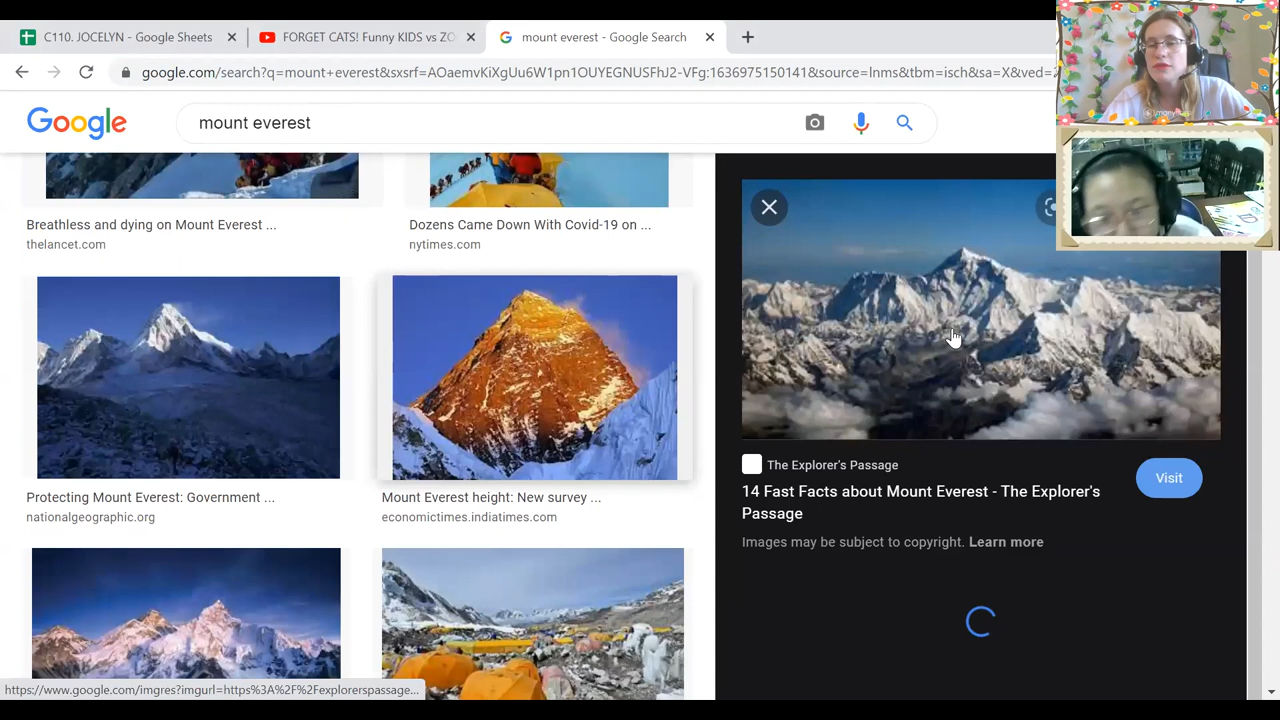 C110. JOCELYN - Google Sheets
FORGET CATS! Funny KIDS vs ZO
mount everest - Google Search
google.com/search?q=mount+everest&sxsrf=AOaemvKiXgUu6W1pn1OUYEGNUSFhJ2-VFg:1636975150141&source=lnms&tbm=isch&sa=X&ved=2
Google
mount everest
Breathless and dying on Mount Everest ...
thelancet.com
Dozens Came Down With Covid-19 on ...
nytimes.com
Protecting Mount Everest: Government ...
nationalgeographic.org
Mount Everest height: New survey ...
economictimes.indiatimes.com
The Explorer's Passage
14 Fast Facts about Mount Everest - The Explorer's
Passage
Visit
Images may be subject to copyright. Learn more
https://www.google.com/imgres?imgurl=https%3A%2F%2Fexplorerspassage...